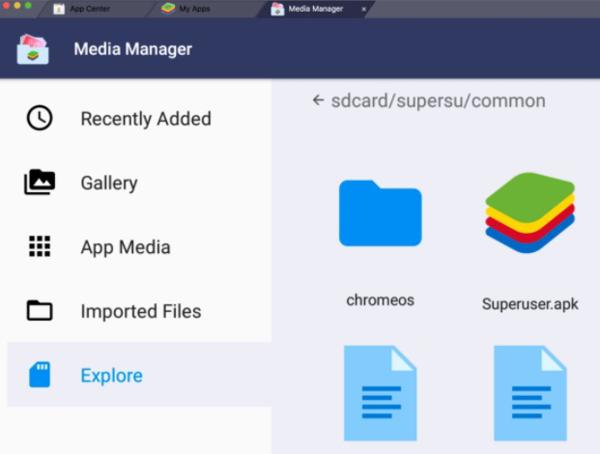 App Center
My Apps
Media Manager
Media Manager
Recently Added
Gallery
App Media
Imported Files
Explore
sdcard/supersu/common
chromeos
Superuser.apk